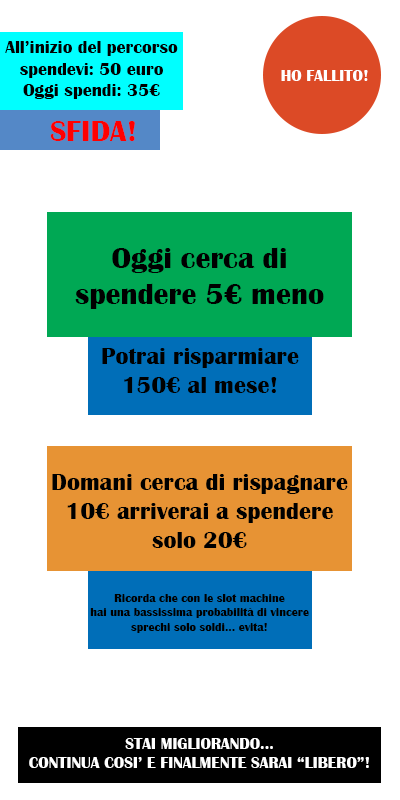 All'inizio del percorso
spendevi: 50 euro
Oggi spendi: 35€
HO FALLITO!
SFIDA!
Oggi cerca di
spendere 5€ meno
Potrai risparmiare
150€ al mese!
Domani cerca di rispagnare
10€ arriverai a spendere
solo 20€
Ricorda che con le slot machine
hai una bassissima probabilità di vincere
sprechi solo soldi... evita!
STAI MIGLIORANDO...
CONTINUA COSI' E FINALMENTE SARAI “LIBERO”!